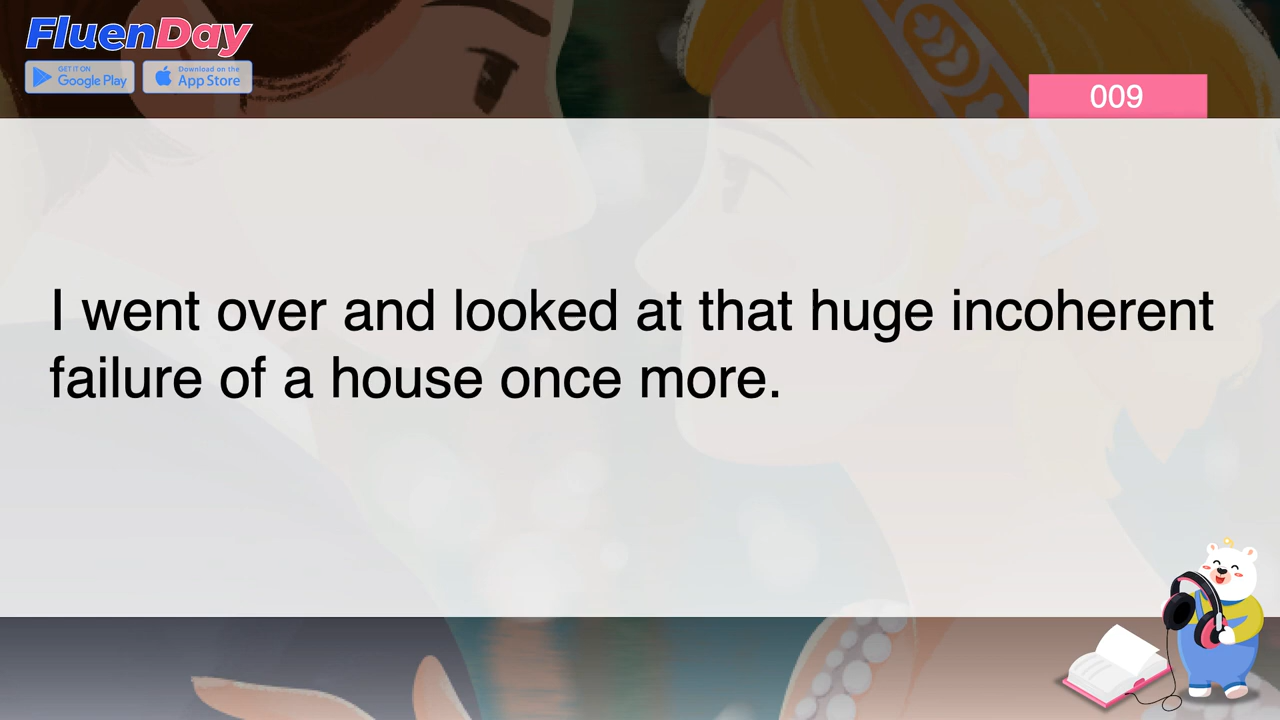 FluenDay
GET IT ON
Google Play
Download on the
App Store
009
I went over and looked at that huge incoherent
failure of a house once more.